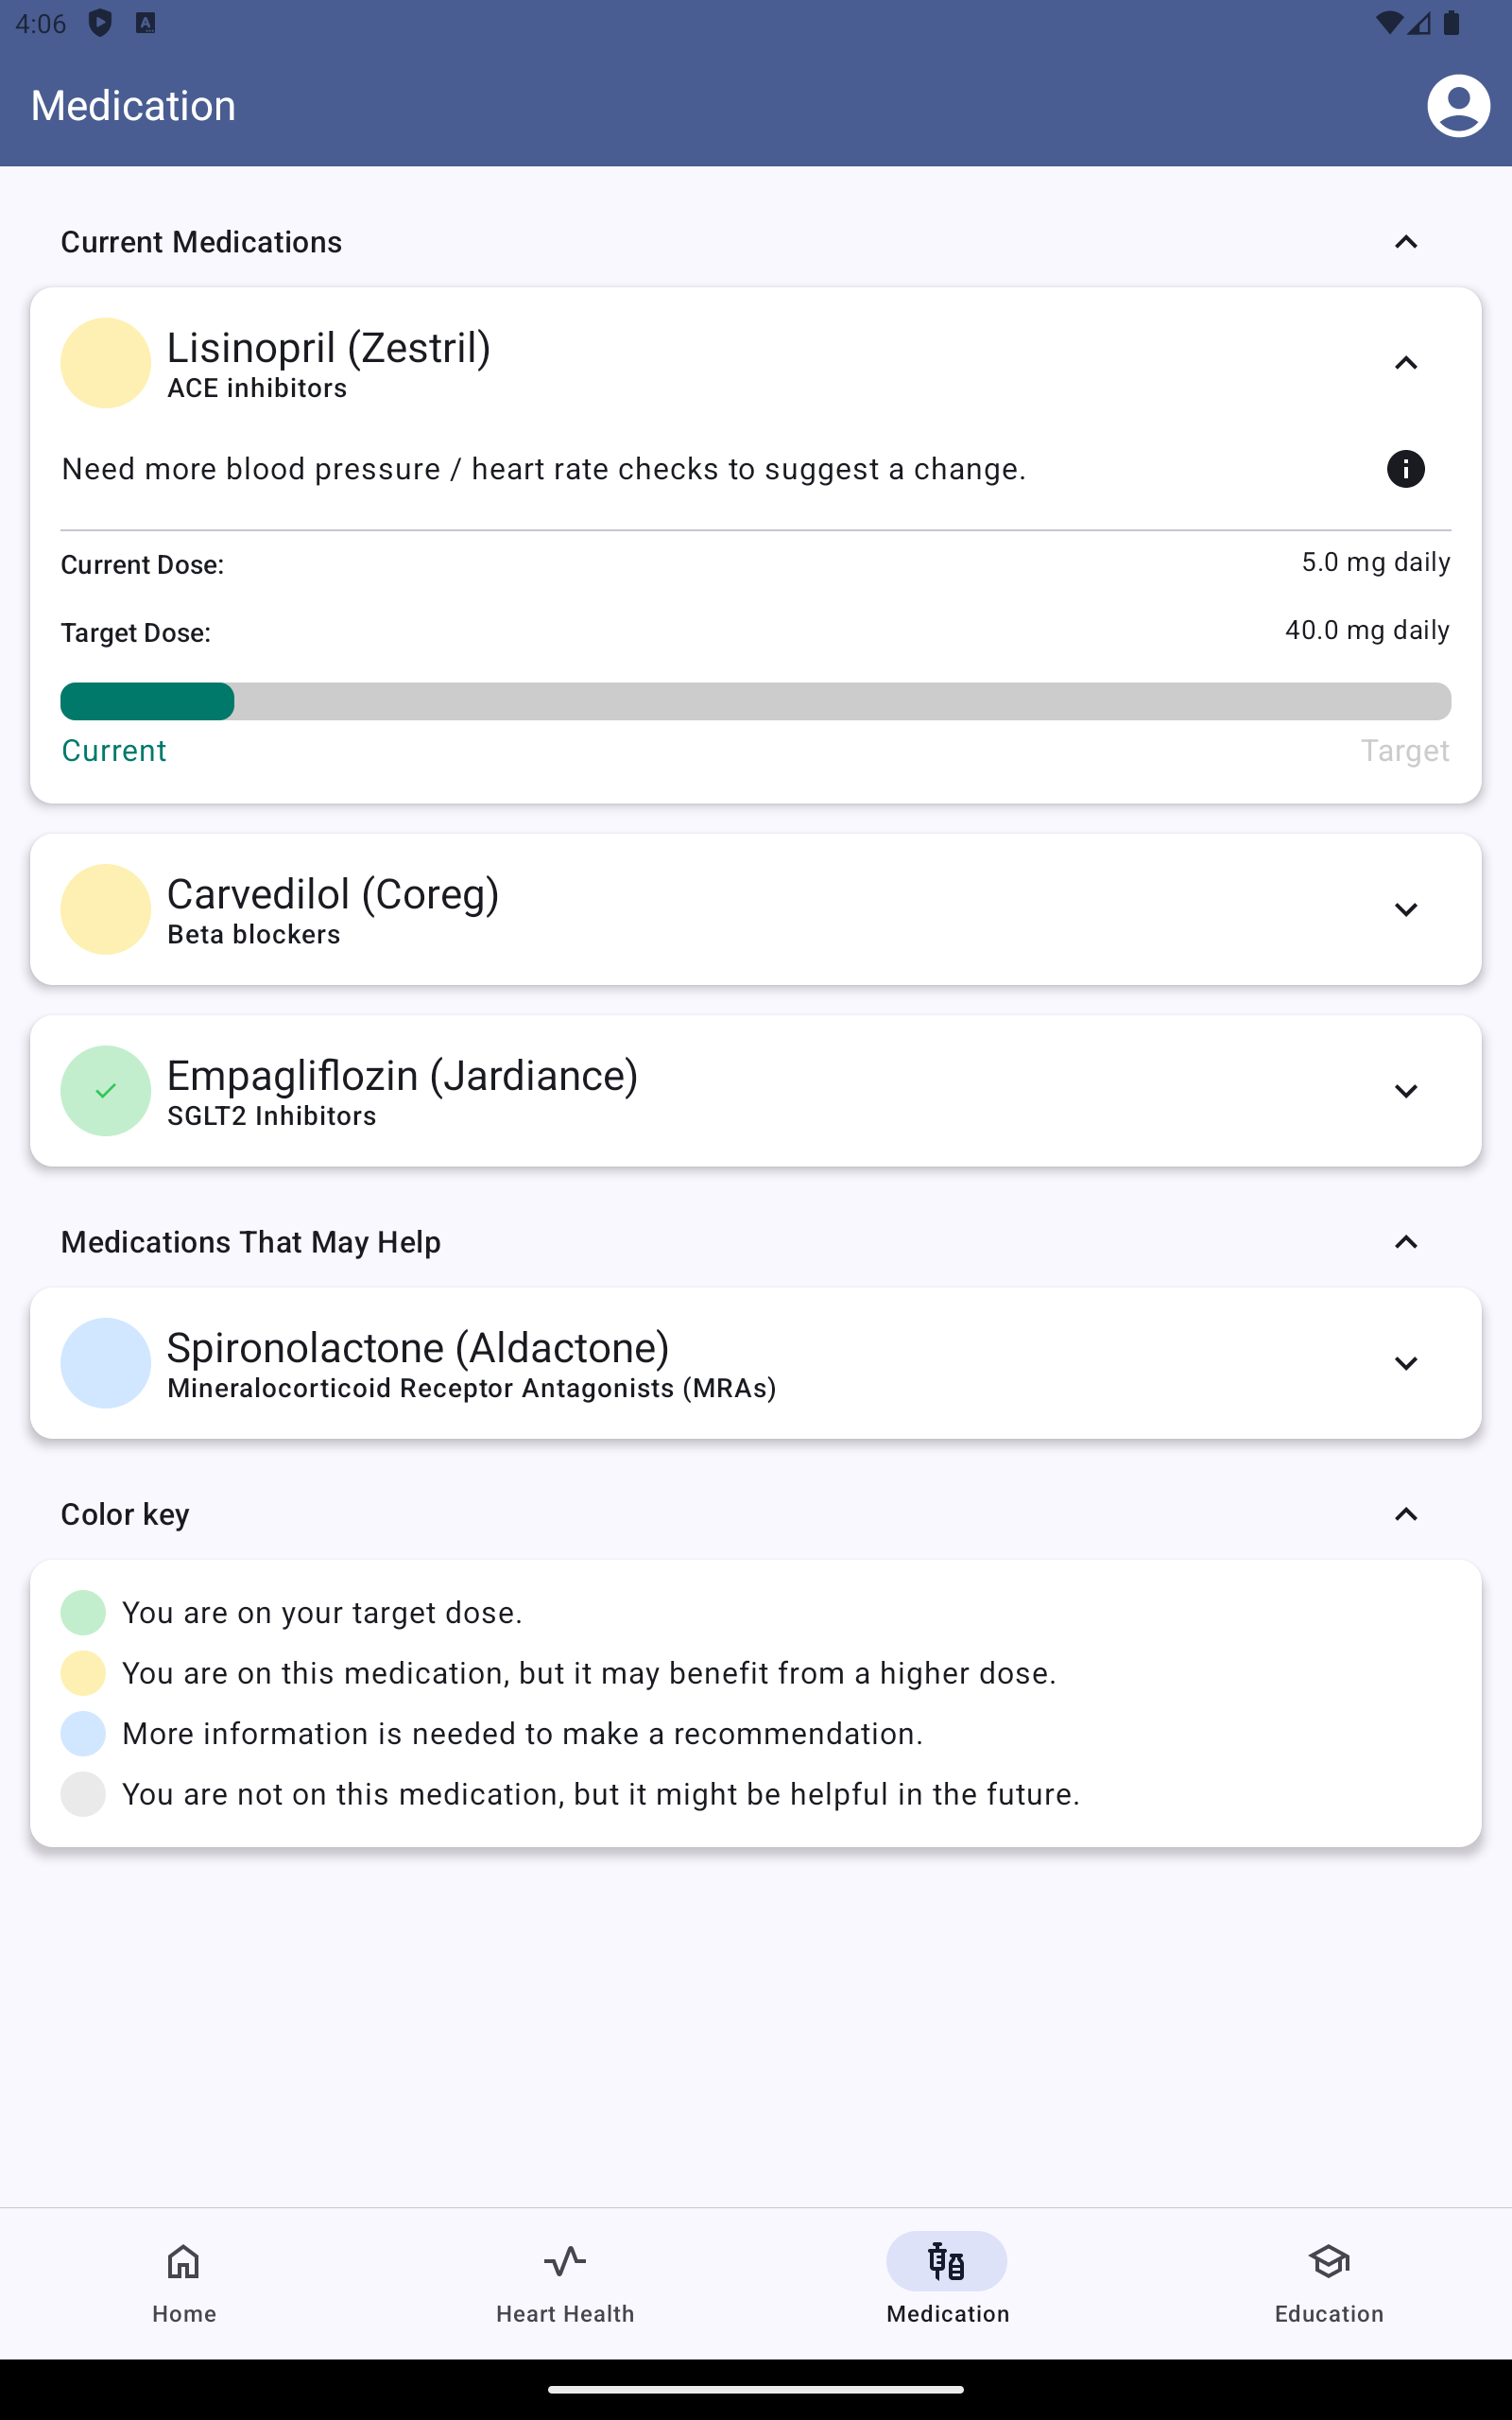 4:06
Medication
Current Medications
Lisinopril (Zestril)
ACE inhibitors
Need more blood pressure / heart rate checks to suggest a change.
Current Dose: 5.0 mg daily
Target Dose: 40.0 mg daily
Current Target
Carvedilol (Coreg)
Beta blockers
Empagliflozin (Jardiance)
SGLT2 Inhibitors
Medications That May Help
Spironolactone (Aldactone)
Mineralocorticoid Receptor Antagonists (MRAs)
Color key
You are on your target dose.
You are on this medication, but it may benefit from a higher dose.
More information is needed to make a recommendation.
You are not on this medication, but it might be helpful in the future.
Home Heart Health Medication Education